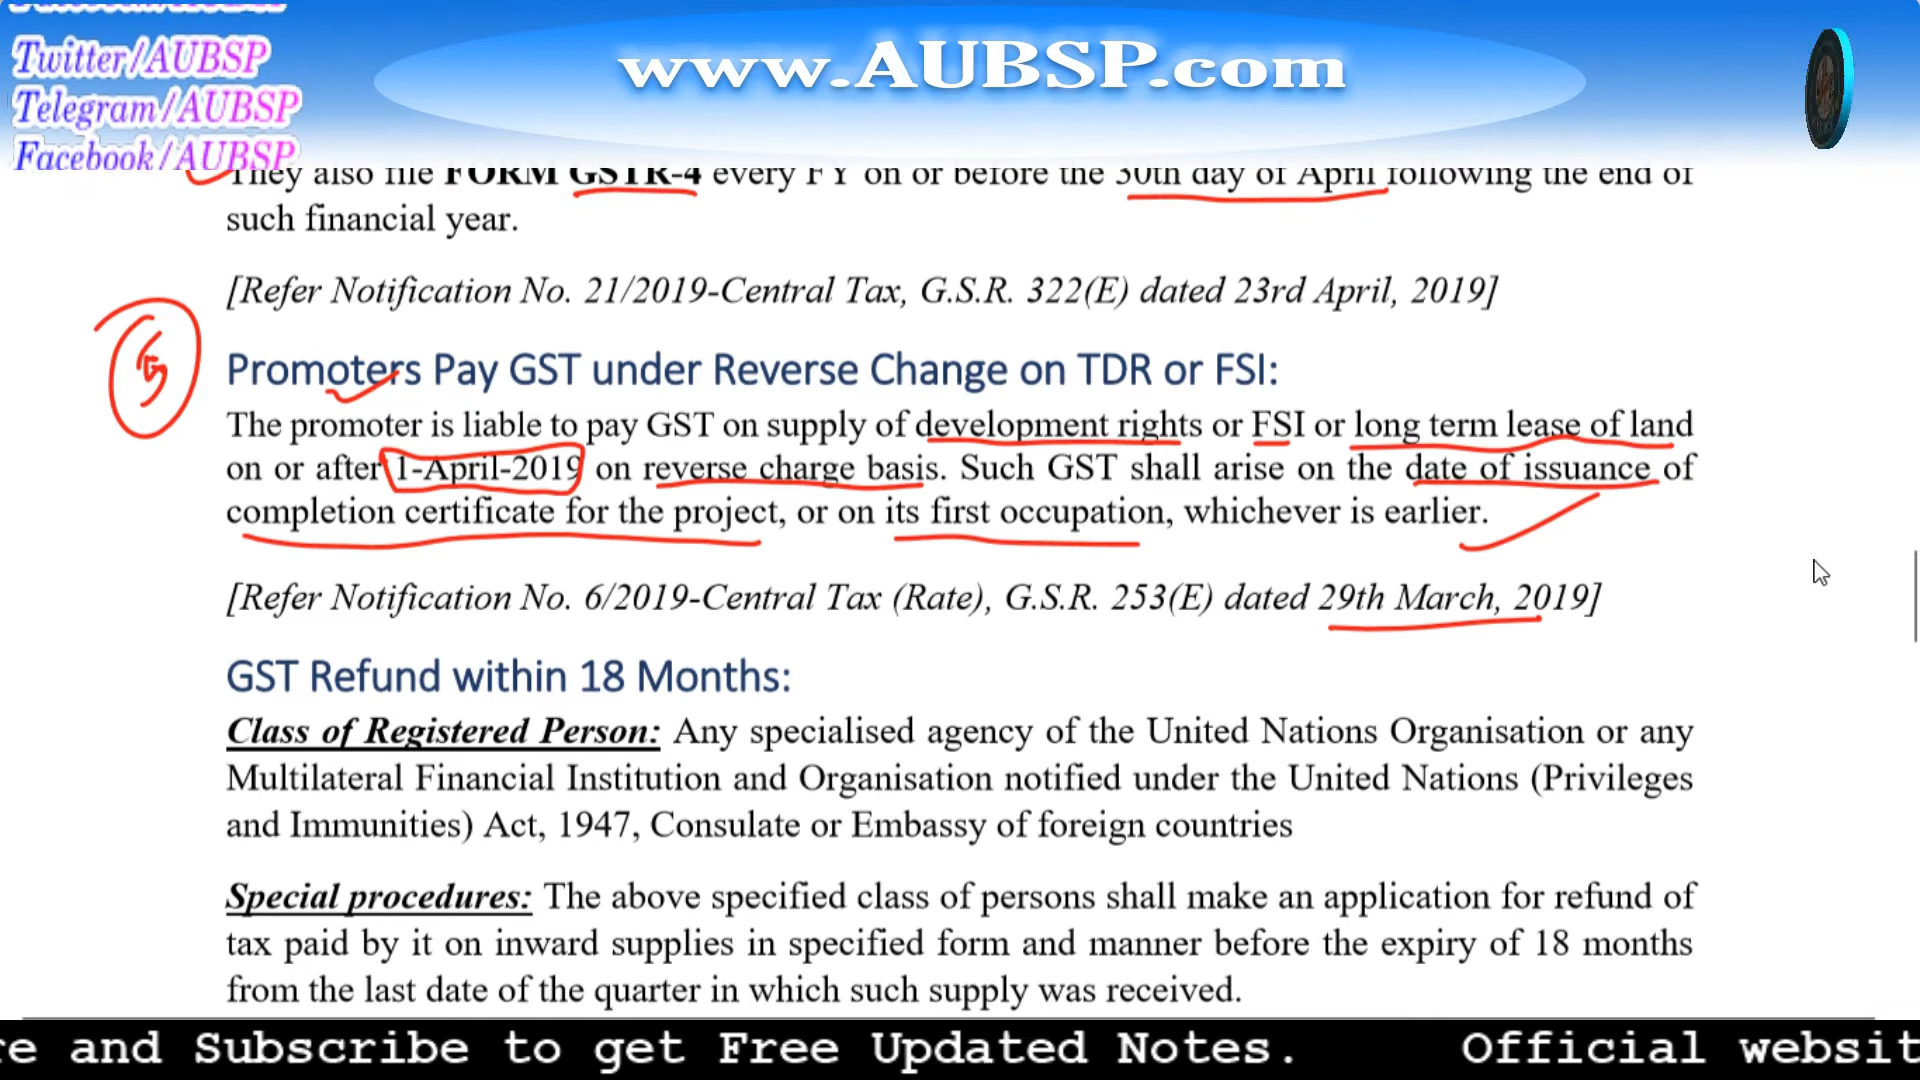 Twitter/AUBSP
Telegram/AUBSP
Facebook/AUBSP
www.AUBSP.com
They also file FORM GSTR-4 every FY on or before the 30th day of April following the end of
such financial year.
[Refer Notification No. 21/2019-Central Tax, G.S.R. 322(E) dated 23rd April, 2019]
5
Promoters Pay GST under Reverse Change on TDR or FSI:
The promoter is liable to pay GST on supply of development rights or FSI or long term lease of land
on or after 1-April-2019 on reverse charge basis. Such GST shall arise on the date of issuance of
completion certificate for the project, or on its first occupation, whichever is earlier.
[Refer Notification No. 6/2019-Central Tax (Rate), G.S.R. 253(E) dated 29th March, 2019]
GST Refund within 18 Months:
Class of Registered Person: Any specialised agency of the United Nations Organisation or any
Multilateral Financial Institution and Organisation notified under the United Nations (Privileges
and Immunities) Act, 1947, Consulate or Embassy of foreign countries
Special procedures: The above specified class of persons shall make an application for refund of
tax paid by it on inward supplies in specified form and manner before the expiry of 18 months
from the last date of the quarter in which such supply was received.
re and Subscribe to get Free Updated Notes. Official websit